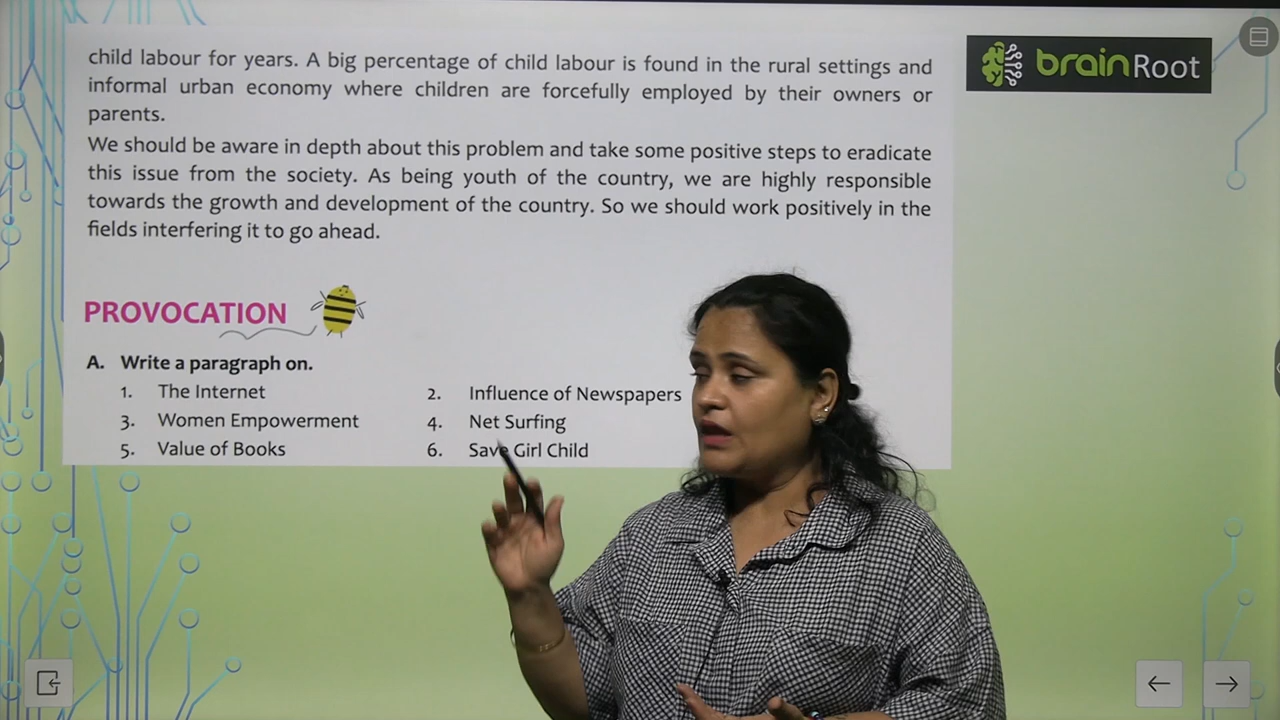 child labour for years. A big percentage of child labour is found in the rural settings and
informal urban economy where children are forcefully employed by their owners or
parents.
We should be aware in depth about this problem and take some positive steps to eradicate
this issue from the society. As being youth of the country, we are highly responsible
towards the growth and development of the country. So we should work positively in the
fields interfering it to go ahead.
brainRoot
PROVOCATION
A. Write a paragraph on.
1. The Internet
2. Influence of Newspapers
3. Women Empowerment
4. Net Surfing
5. Value of Books
6. Save Girl Child